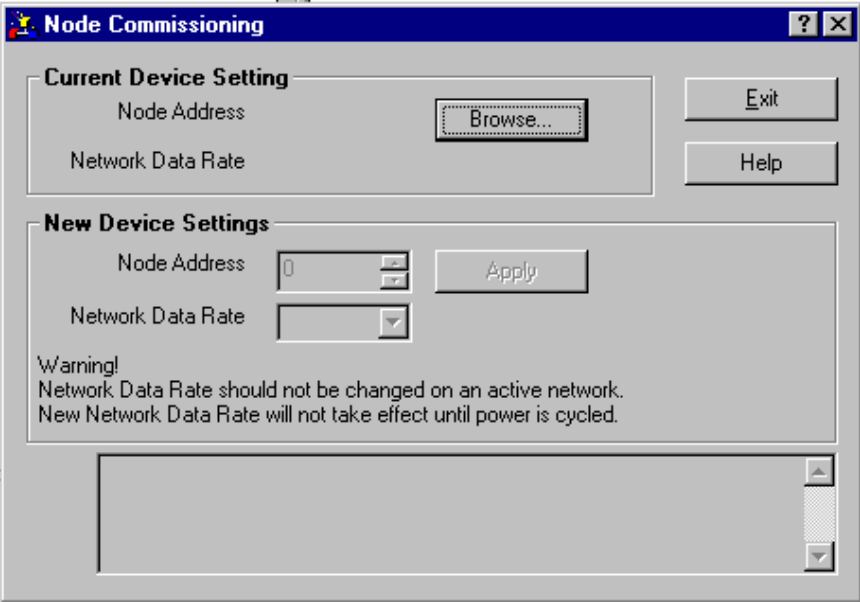 Node Commissioning
Current Device Setting
Node Address
Browse...
Exit
Network Data Rate
Help
New Device Settings
Node Address
0
Apply
Network Data Rate
Warning!
Network Data Rate should not be changed on an active network.
New Network Data Rate will not take effect until power is cycled.